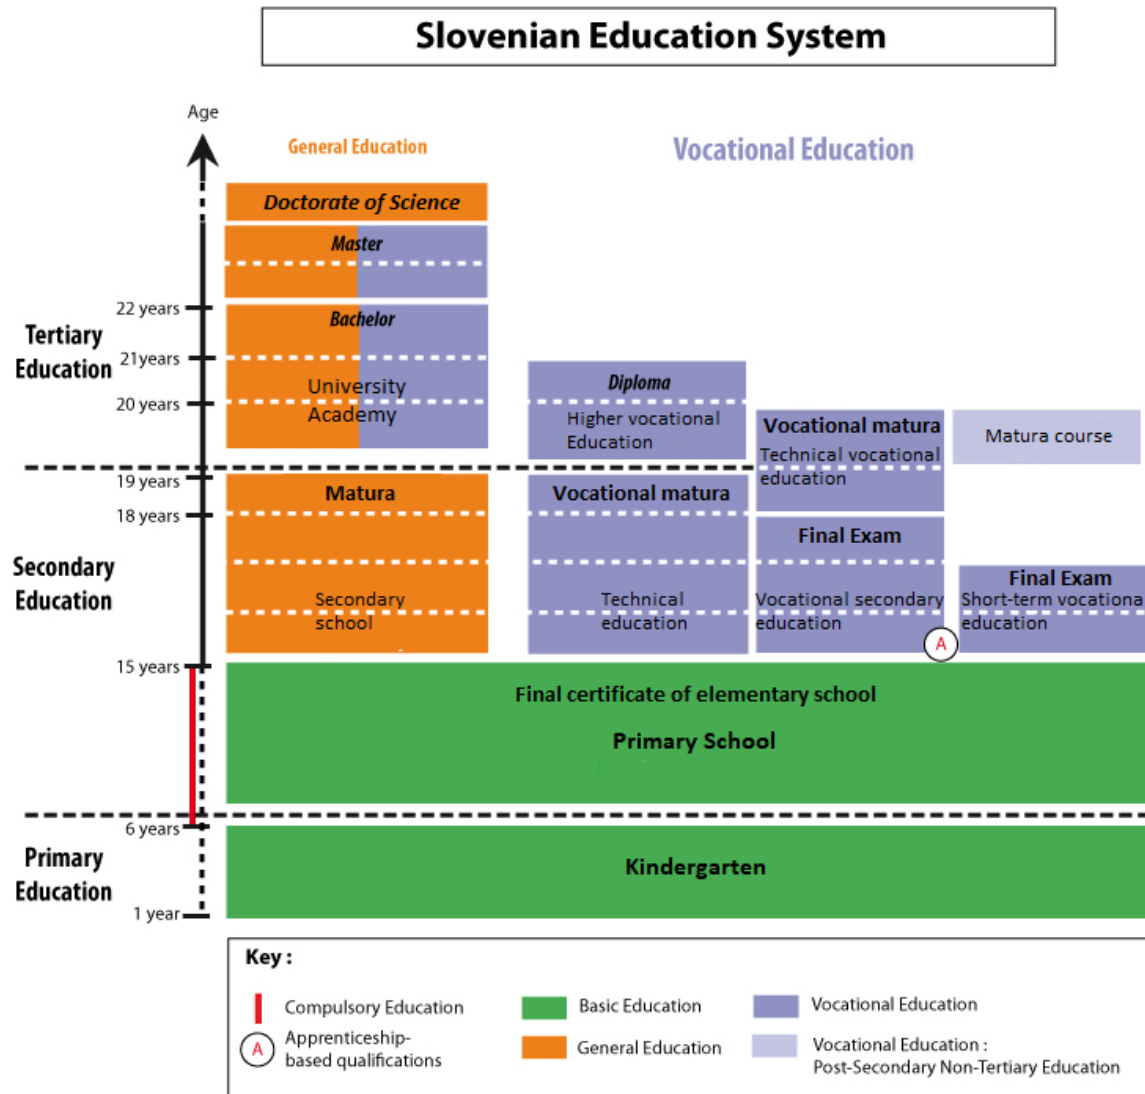 Slovenian Education System
Age
General Education
Vocational Education
Doctorate of Science
Master
22 years
Bachelor
Tertiary
Education
21years
20 years
University
Academy
Diploma
Higher vocational
Education
Vocational matura
Technical vocational
education
Matura course
19 years
18 years
Matura
Vocational matura
Final Exam
Secondary
Education
Secondary
school
Technical
education
Vocational secondary
education
Final Exam
Short-term vocationa
education
A
15 years
Final certificate of elementary school
Primary School
6 years
Primary
Education
Kindergarten
1 year
Key :
Compulsory Education
Basic Education
Vocational Education
A
Apprenticeship-
based qualifications
General Education
Vocational Education :
Post-Secondary Non-Tertiary Education